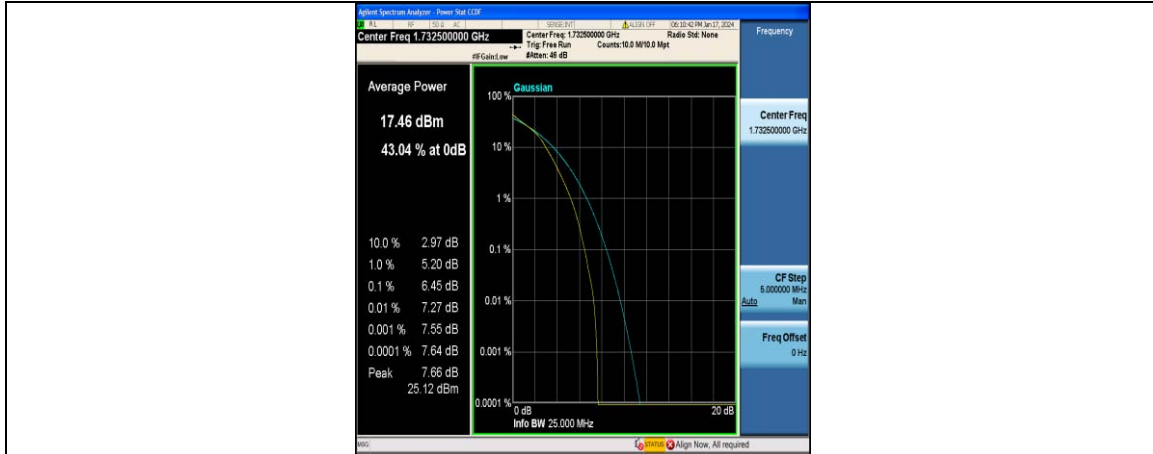 Agilent Spectrum Analyzer - Power Stat CCDF
RL RF 50 Ω AC SENSE:INT ALIGN OFF 06:10:42 PM Jan 17, 2024
Center Freq 1.732500000 GHz
Center Freq: 1.732500000 GHz Radio Std: None
Trig: Free Run Counts:10.0 M/10.0 Mpt
#IFGain:Low #Atten: 46 dB
Frequency
Average Power
17.46 dBm
43.04 % at 0dB
10.0 % 2.97 dB
1.0 % 5.20 dB
0.1 % 6.45 dB
0.01 % 7.27 dB
0.001 % 7.55 dB
0.0001 % 7.64 dB
Peak 7.66 dB
25.12 dBm
Gaussian
100 %
10 %
1 %
0.1 %
0.01 %
0.001 %
0.0001 %
0 dB 20 dB
Info BW 25.000 MHz
Center Freq
1.732500000 GHz
CF Step
5.000000 MHz
Auto Man
Freq Offset
0 Hz
MSG STATUS Align Now, All required